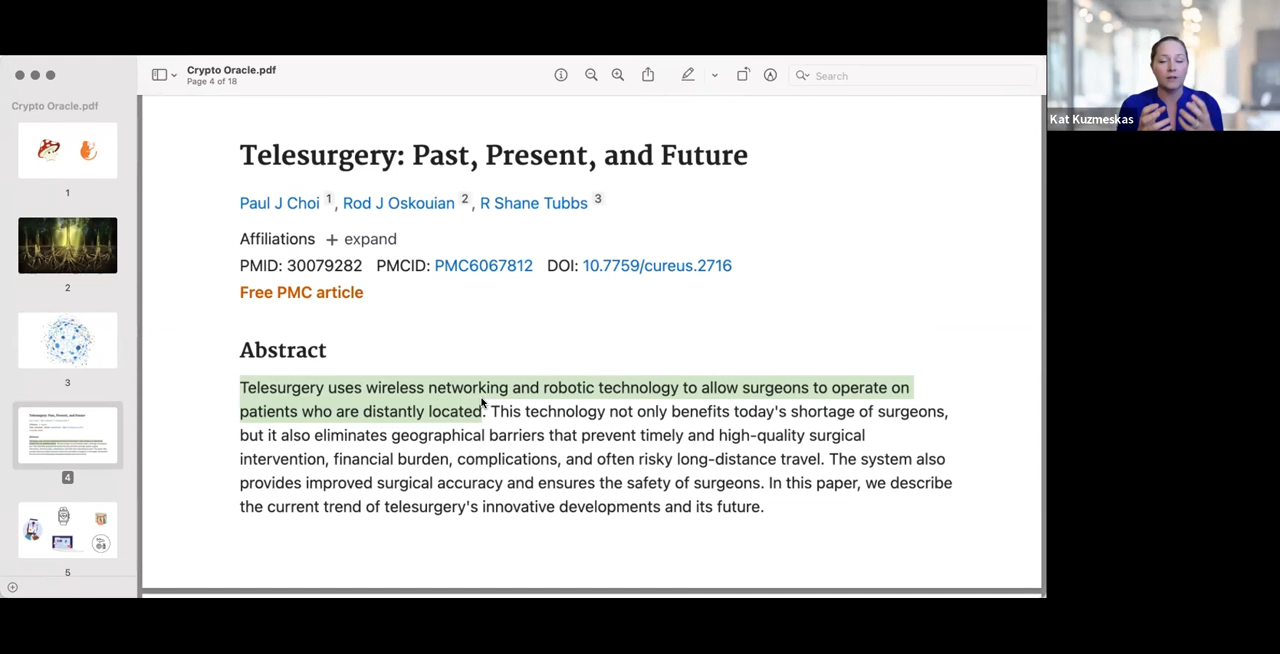 Crypto Oracle.pdf
Page 4 of 18
Search
Crypto Oracle.pdf
1
2
3
4
5
Telesurgery: Past, Present, and Future
Paul J Choi 1, Rod J Oskouian 2, R Shane Tubbs 3
Affiliations + expand
PMID: 30079282 PMCID: PMC6067812 DOI: 10.7759/cureus.2716
Free PMC article
Abstract
Telesurgery uses wireless networking and robotic technology to allow surgeons to operate on
patients who are distantly located. This technology not only benefits today's shortage of surgeons,
but it also eliminates geographical barriers that prevent timely and high-quality surgical
intervention, financial burden, complications, and often risky long-distance travel. The system also
provides improved surgical accuracy and ensures the safety of surgeons. In this paper, we describe
the current trend of telesurgery's innovative developments and its future.
Kat Kuzmeskas